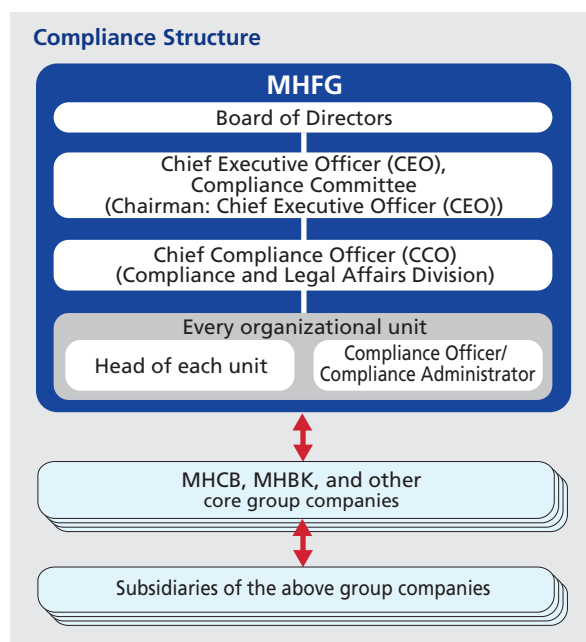 Compliance Structure
MHFG
Board of Directors
Chief Executive Officer (CEO),
Compliance Committee
(Chairman: Chief Executive Officer (CEO))
Chief Compliance Officer (CCO)
(Compliance and Legal Affairs Division)
Every organizational unit
Head of each unit
Compliance Officer/
Compliance Administrator
MHCB, MHBK, and other
core group companies
Subsidiaries of the above group companies